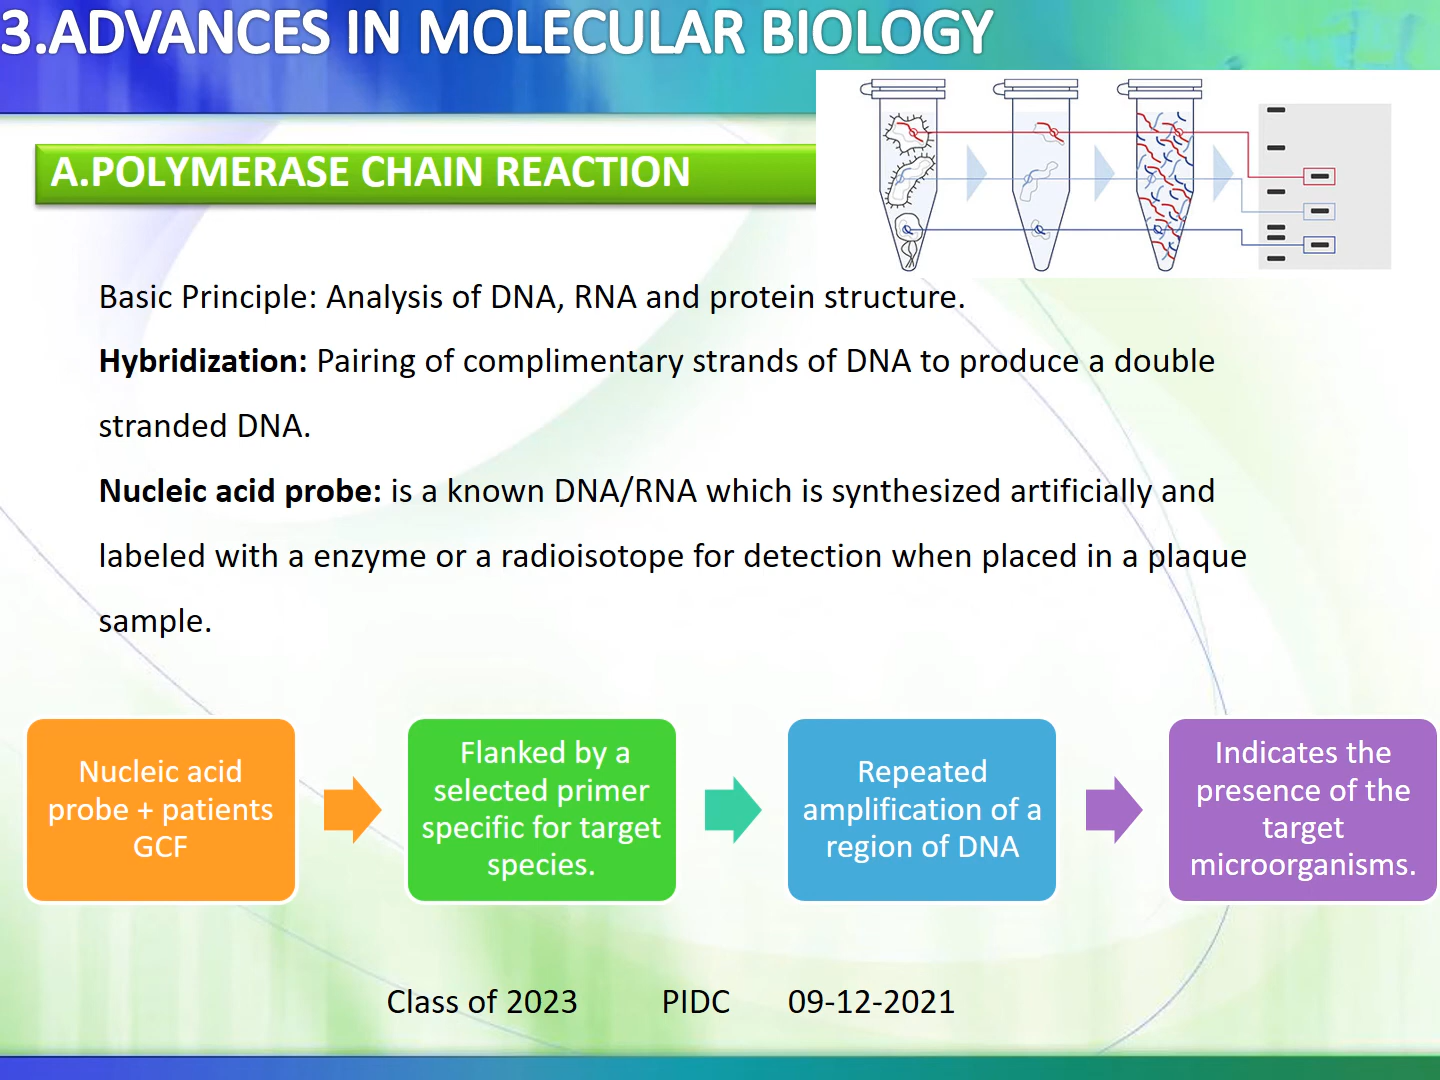 3.ADVANCES IN MOLECULAR BIOLOGY
A.POLYMERASE CHAIN REACTION
Basic Principle: Analysis of DNA, RNA and protein structure.
Hybridization: Pairing of complimentary strands of DNA to produce a double
stranded DNA.
Nucleic acid probe: is a known DNA/RNA which is synthesized artificially and
labeled with a enzyme or a radioisotope for detection when placed in a plaque
sample.
Nucleic acid
probe + patients
GCF
Flanked by a
selected primer
specific for target
species.
Repeated
amplification of a
region of DNA
Indicates the
presence of the
target
microorganisms.
Class of 2023 PIDC 09-12-2021